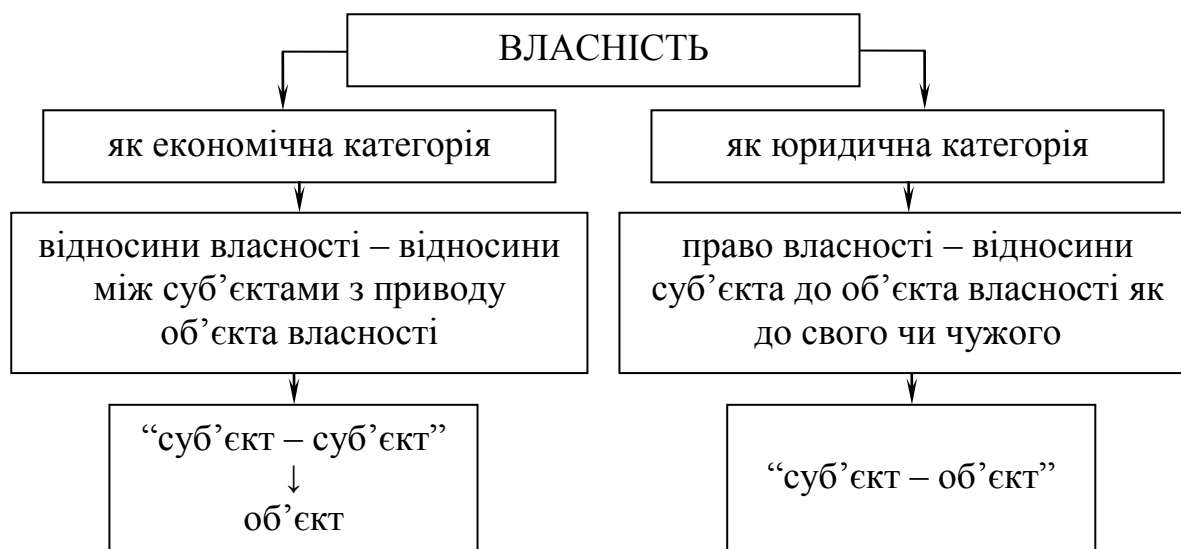 ВЛАСНІСТЬ
як економічна категорія
як юридична категорія
відносини власності – відносини
між суб’єктами з приводу
об’єкта власності
право власності – відносини
суб’єкта до об’єкта власності як
до свого чи чужого
“суб’єкт – суб’єкт”
↓
об’єкт
“суб’єкт – об’єкт”